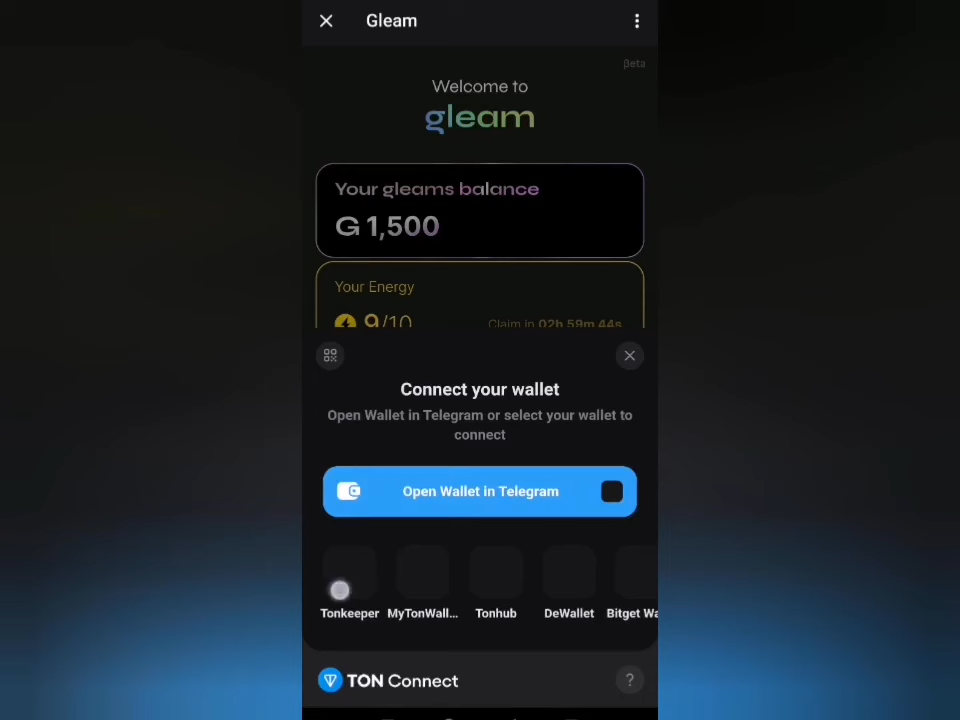 Gleam
βeta
Welcome to
gleam
Your gleams balance
G 1,500
Your Energy
9/10
Claim in 02h 59m 44s
Connect your wallet
Open Wallet in Telegram or select your wallet to
connect
Open Wallet in Telegram
Tonkeeper MyTonWall... Tonhub DeWallet Bitget Wa
TON Connect
?